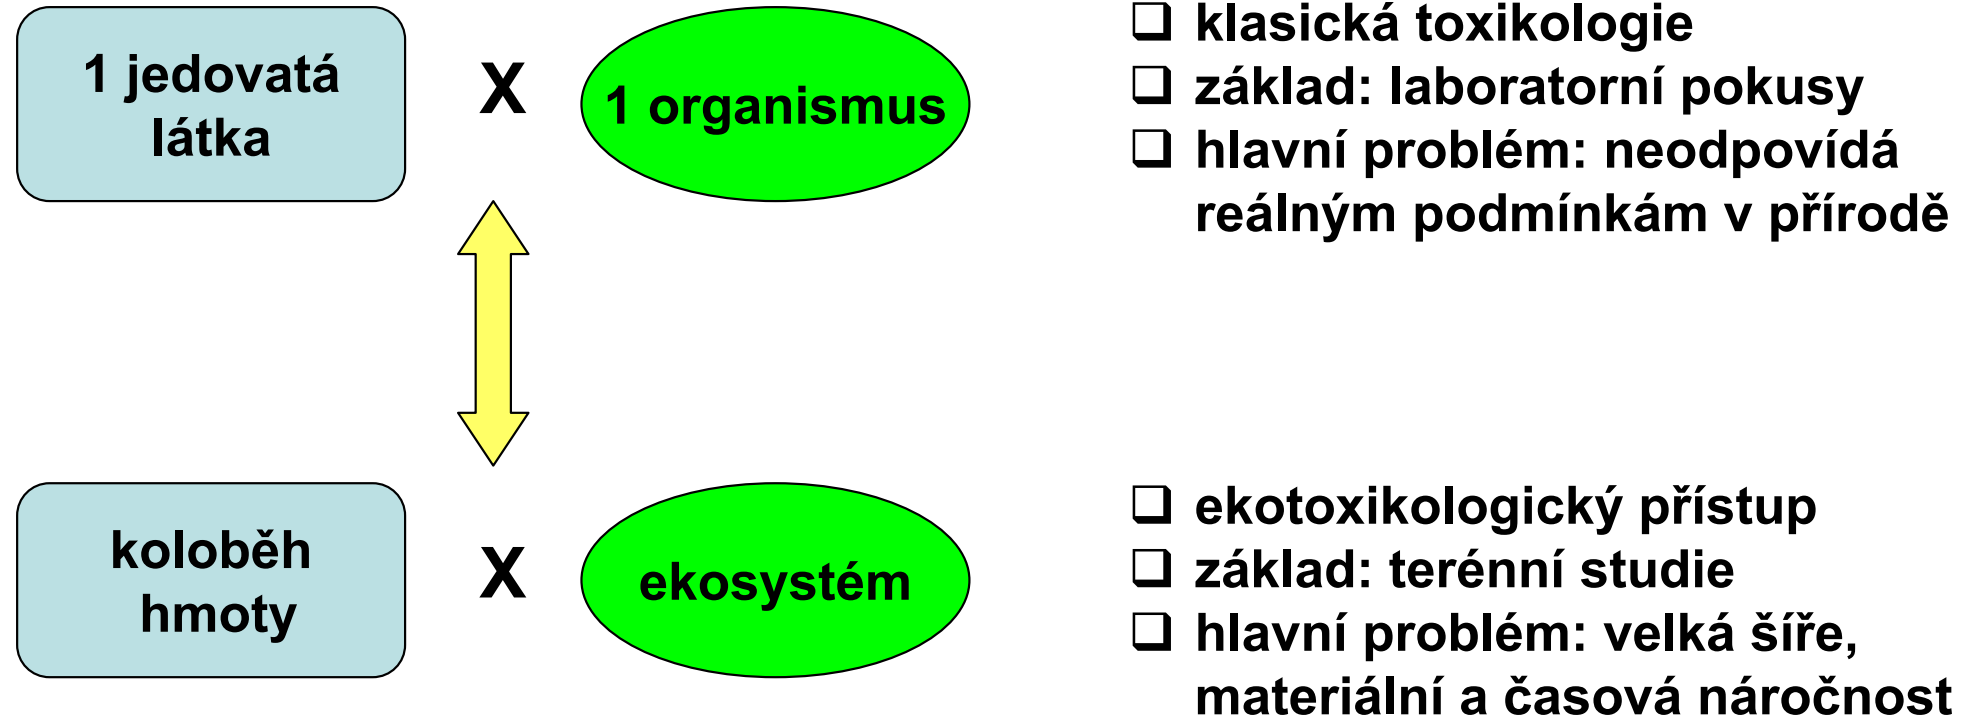 1 jedovatá
látka
X
1 organismus
❑ klasická toxikologie
❑ základ: laboratorní pokusy
❑ hlavní problém: neodpovídá
reálným podmínkám v přírodě
koloběh
hmoty
X
ekosystém
❑ ekotoxikologický přístup
❑ základ: terénní studie
❑ hlavní problém: velká šíře,
materiální a časová náročnost